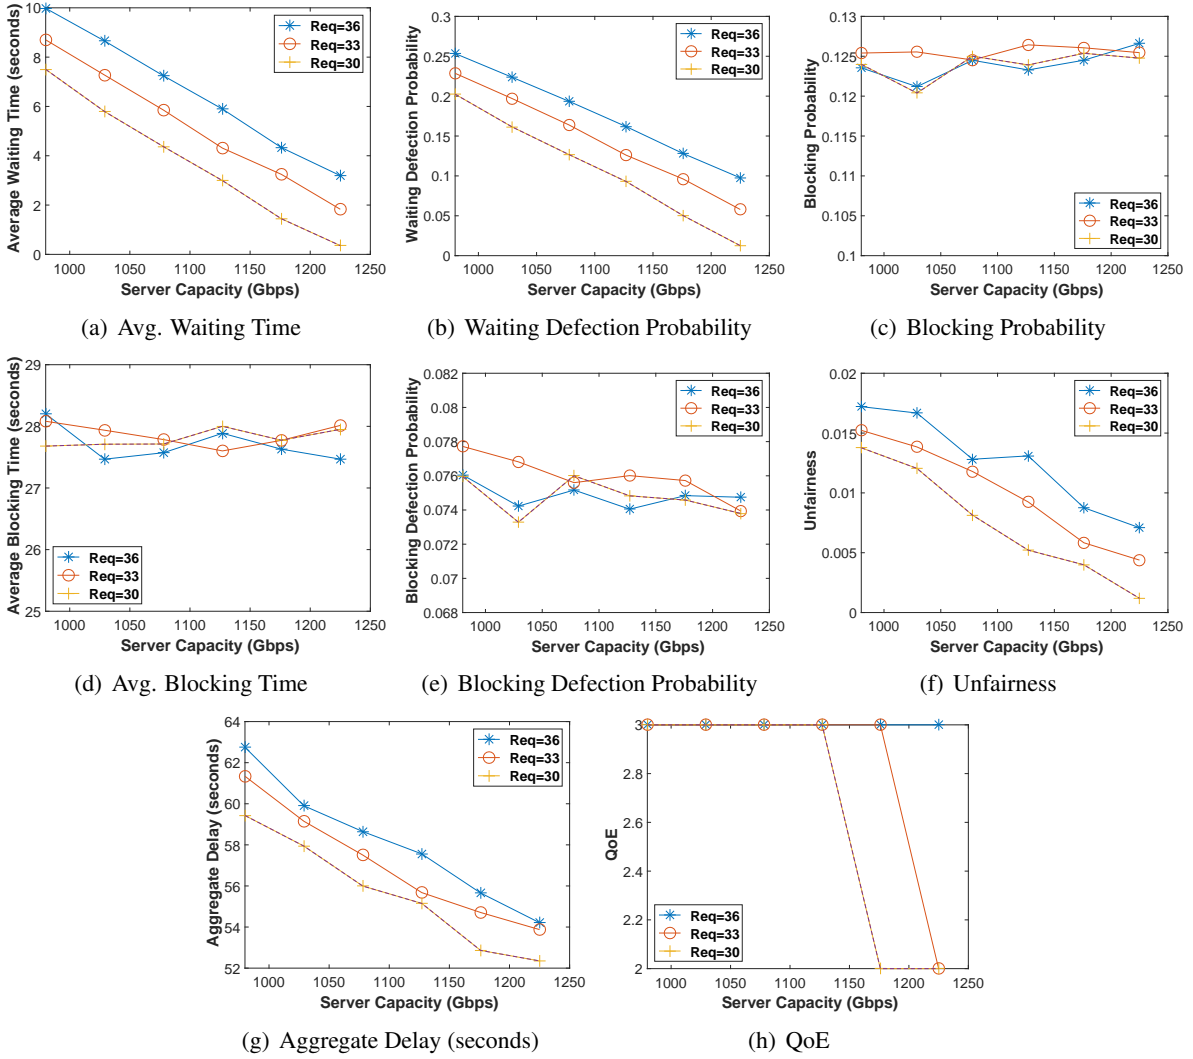 10
8
6
4
2
0
1000 1050 1100 1150 1200 1250
Average Waiting Time (seconds)
Server Capacity (Gbps)
Req=36
Req=33
Req=30
(a) Avg. Waiting Time
0.3
0.25
0.2
0.15
0.1
0.05
0
1000 1050 1100 1150 1200 1250
Waiting Defection Probability
Server Capacity (Gbps)
Req=36
Req=33
Req=30
(b) Waiting Defection Probability
0.13
0.125
0.12
0.115
0.11
0.105
0.1
1000 1050 1100 1150 1200 1250
Blocking Probability
Server Capacity (Gbps)
Req=36
Req=33
Req=30
(c) Blocking Probability
29
28
27
26
25
1000 1050 1100 1150 1200 1250
Average Blocking Time (seconds)
Server Capacity (Gbps)
Req=36
Req=33
Req=30
(d) Avg. Blocking Time
0.082
0.08
0.078
0.076
0.074
0.072
0.07
0.068
1000 1050 1100 1150 1200 1250
Blocking Defection Probability
Server Capacity (Gbps)
Req=36
Req=33
Req=30
(e) Blocking Defection Probability
0.02
0.015
0.01
0.005
0
1000 1050 1100 1150 1200 1250
Unfairness
Server Capacity (Gbps)
Req=36
Req=33
Req=30
(f) Unfairness
64
62
60
58
56
54
52
1000 1050 1100 1150 1200 1250
Aggregate Delay (seconds)
Server Capacity (Gbps)
Req=36
Req=33
Req=30
(g) Aggregate Delay (seconds)
3
2.8
2.6
2.4
2.2
2
1000 1050 1100 1150 1200 1250
QoE
Server Capacity (Gbps)
Req=36
Req=33
Req=30
(h) QoE